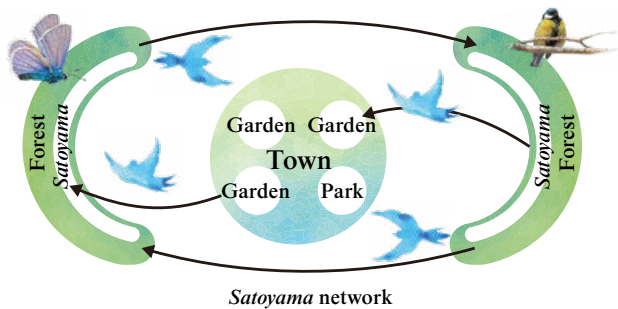 Forest
Satoyama
Garden Garden
Town
Garden Park
Satoyama
Forest
Satoyama network